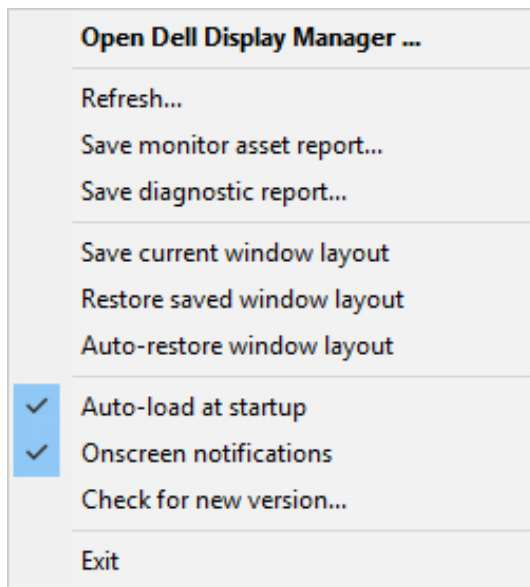 Open Dell Display Manager ...
Refresh...
Save monitor asset report...
Save diagnostic report...
Save current window layout
Restore saved window layout
Auto-restore window layout
Auto-load at startup
Onscreen notifications
Check for new version...
Exit